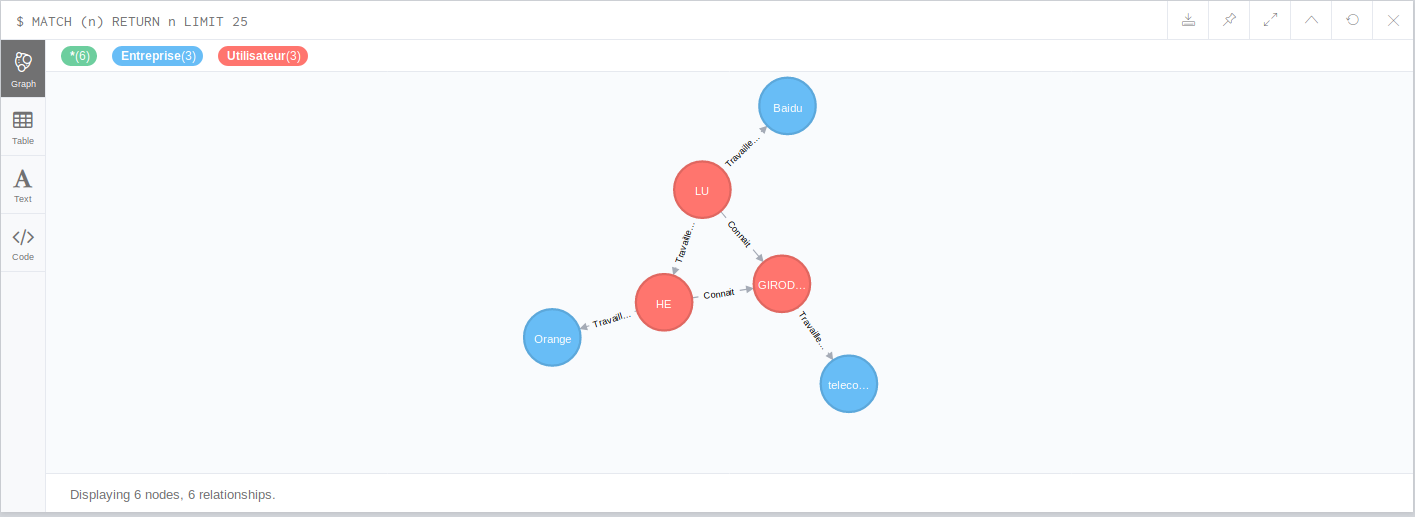 $ MATCH (n) RETURN n LIMIT 25
*(6) Entreprise(3) Utilisateur(3)
Graph
Table
Text
Code
Baidu
Travaille…
LU
Travaille…
Connait
HE
Connait
GIROD…
Travaill…
Orange
Travaille…
teleco…
Displaying 6 nodes, 6 relationships.